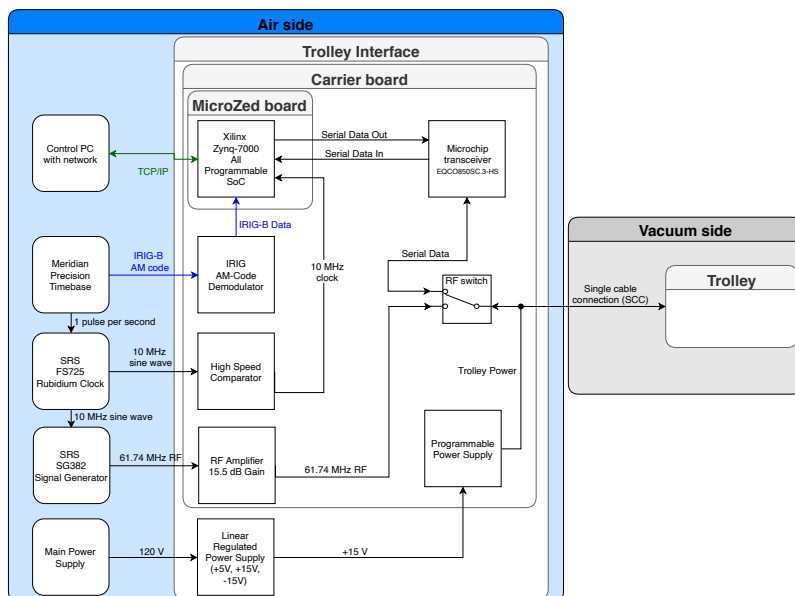 Air side
Trolley Interface
Carrier board
MicroZed board
Control PC
with network
TCP/IP
Xilinx
Zynq-7000
All
Programmable
SoC
Serial Data Out
Serial Data In
Microchip
transceiver
EQCO850SC.3-HS
IRIG-B Data
Meridian
Precision
Timebase
IRIG-B
AM code
IRIG
AM-Code
Demodulator
10 MHz
clock
Serial Data
RF switch
Vacuum side
Trolley
Single cable
connection (SCC)
1 pulse per second
SRS
FS725
Rubidium Clock
10 MHz
sine wave
High Speed
Comparator
Trolley Power
10 MHz sine wave
SRS
SG382
Signal Generator
61.74 MHz RF
RF Amplifier
15.5 dB Gain
61.74 MHz RF
Programmable
Power Supply
Main Power
Supply
120 V
Linear
Regulated
Power Supply
(+5V, +15V,
-15V)
+15 V